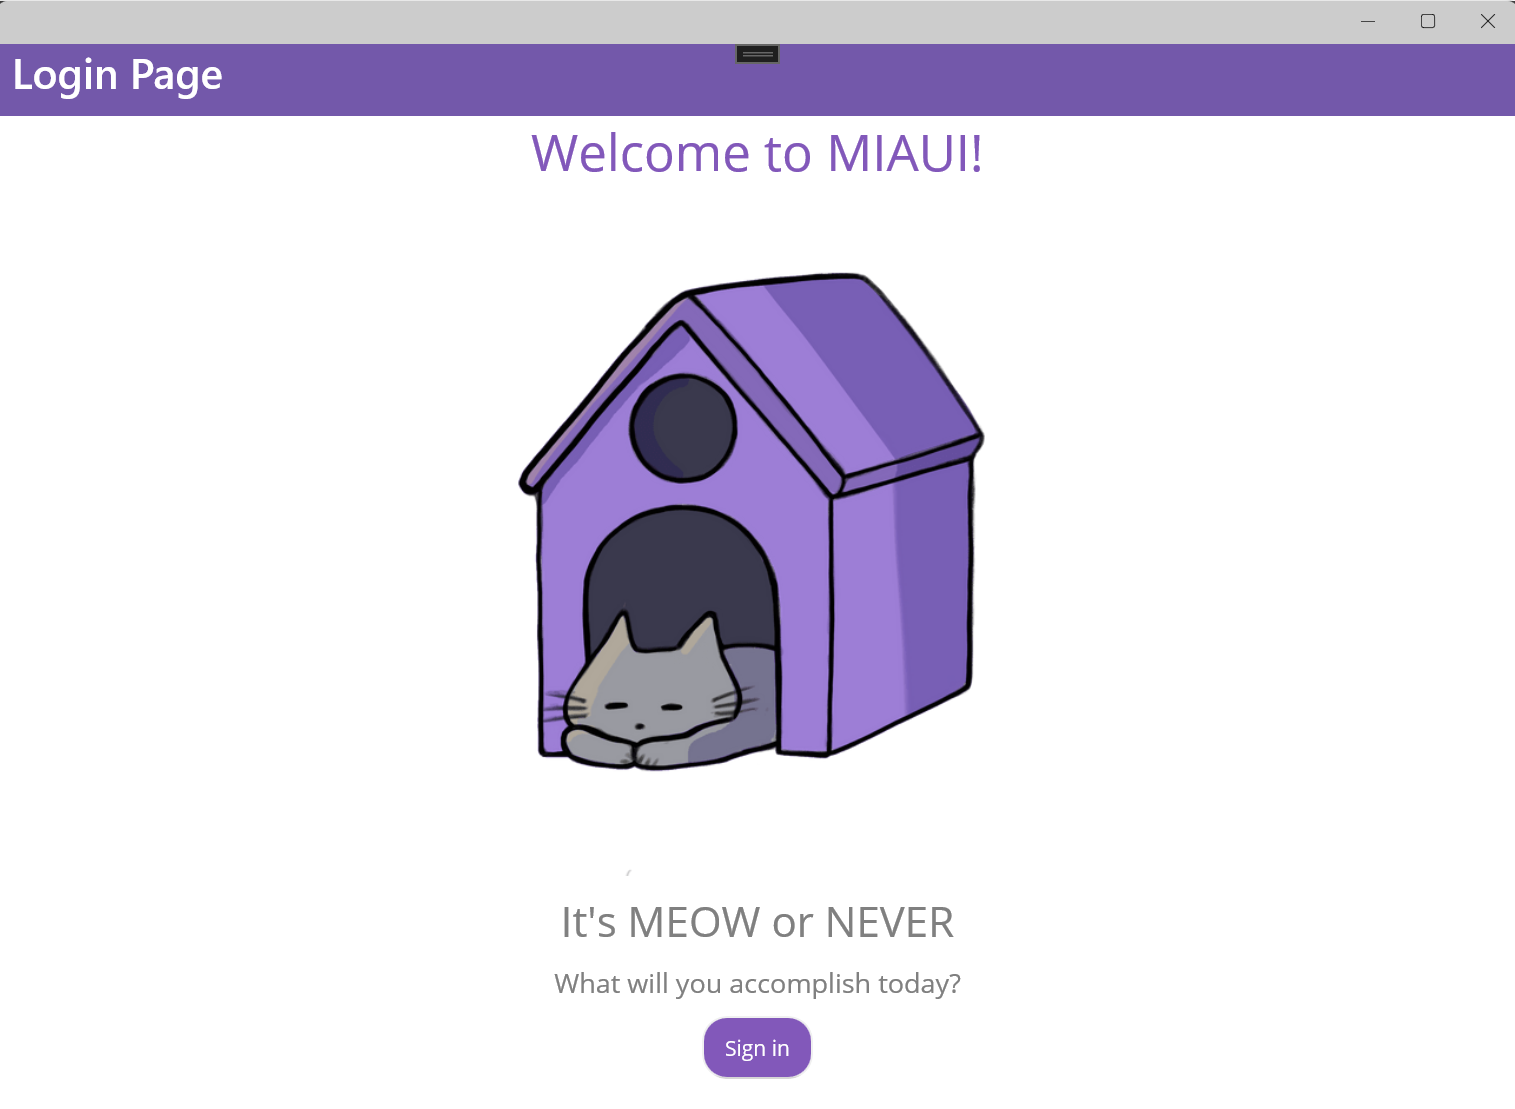 Login Page
Welcome to MIAUI!
It's MEOW or NEVER
What will you accomplish today?
Sign in